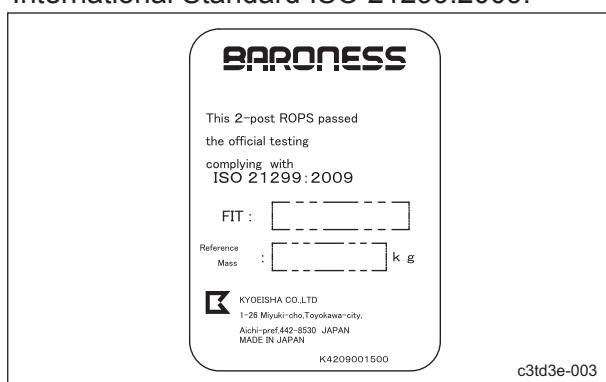 International Standard ISO 21299:2009.
BARONESS
This 2-post ROPS passed
the official testing
complying with
ISO 21299:2009
FIT :
Reference
Mass : kg
KYOEISHA CO.,LTD
1-26 Miyuki-cho,Toyokawa-city,
Aichi-pref,442-8530 JAPAN
MADE IN JAPAN
K4209001500
c3td3e-003